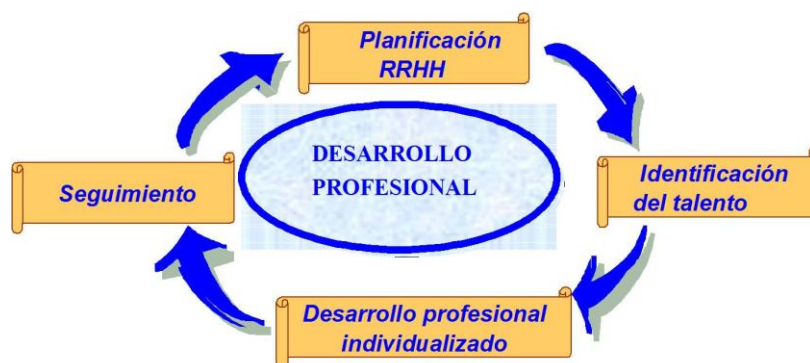 Planificación
RRHH
DESARROLLO
PROFESIONAL
Seguimiento
Identificación
del talento
Desarrollo profesional
individualizado